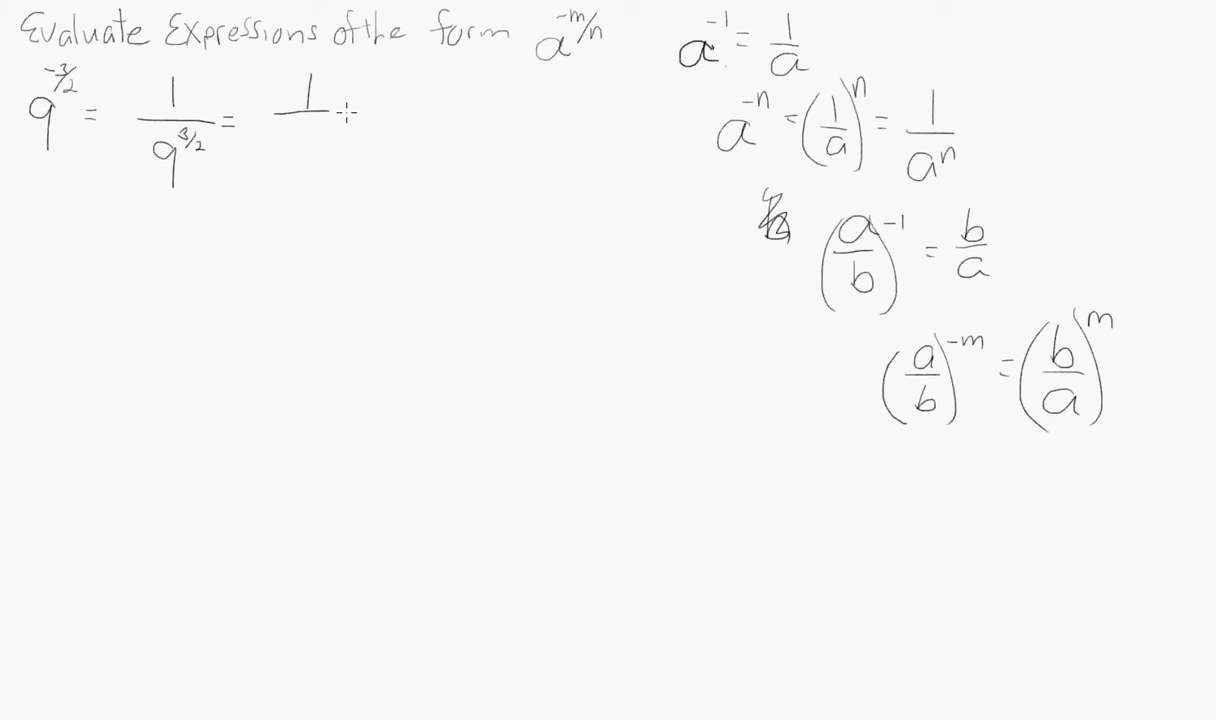 Evaluate Expressions of the form a^{-m/n}
9^{-3/2} = 1/9^{3/2} = 1/
a^{-1} = 1/a
a^{-n} = (1/a)^n = 1/a^n
(a/b)^{-1} = b/a
(a/b)^{-m} = (b/a)^m